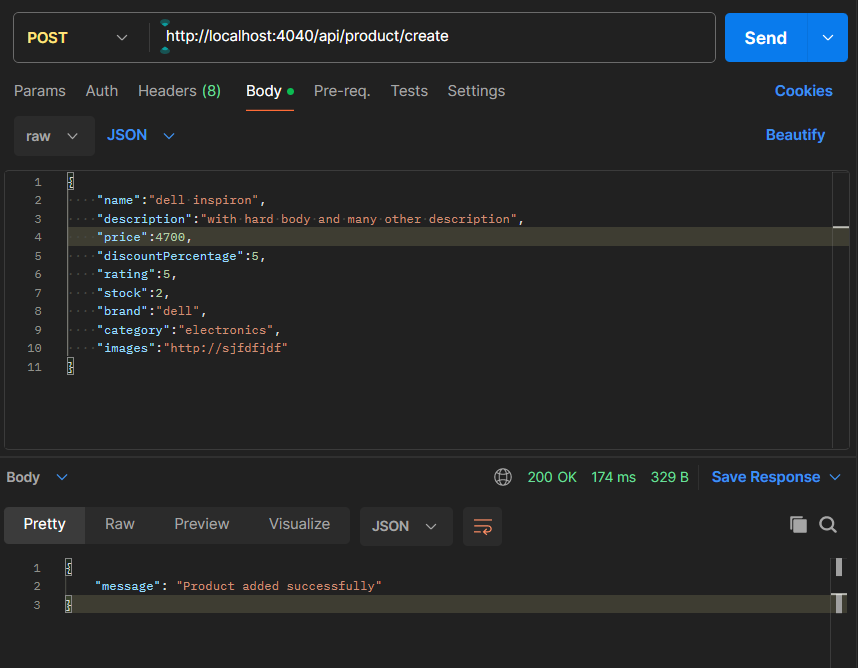 POST http://localhost:4040/api/product/create Send
Params Auth Headers (8) Body Pre-req. Tests Settings Cookies
raw JSON Beautify
1 {
2 "name":"dell inspiron",
3 "description":"with hard body and many other description",
4 "price":4700,
5 "discountPercentage":5,
6 "rating":5,
7 "stock":2,
8 "brand":"dell",
9 "category":"electronics",
10 "images":"http://sjfdfjdf"
11 }
Body 200 OK 174 ms 329 B Save Response
Pretty Raw Preview Visualize JSON
1 {
2 "message": "Product added successfully"
3 }